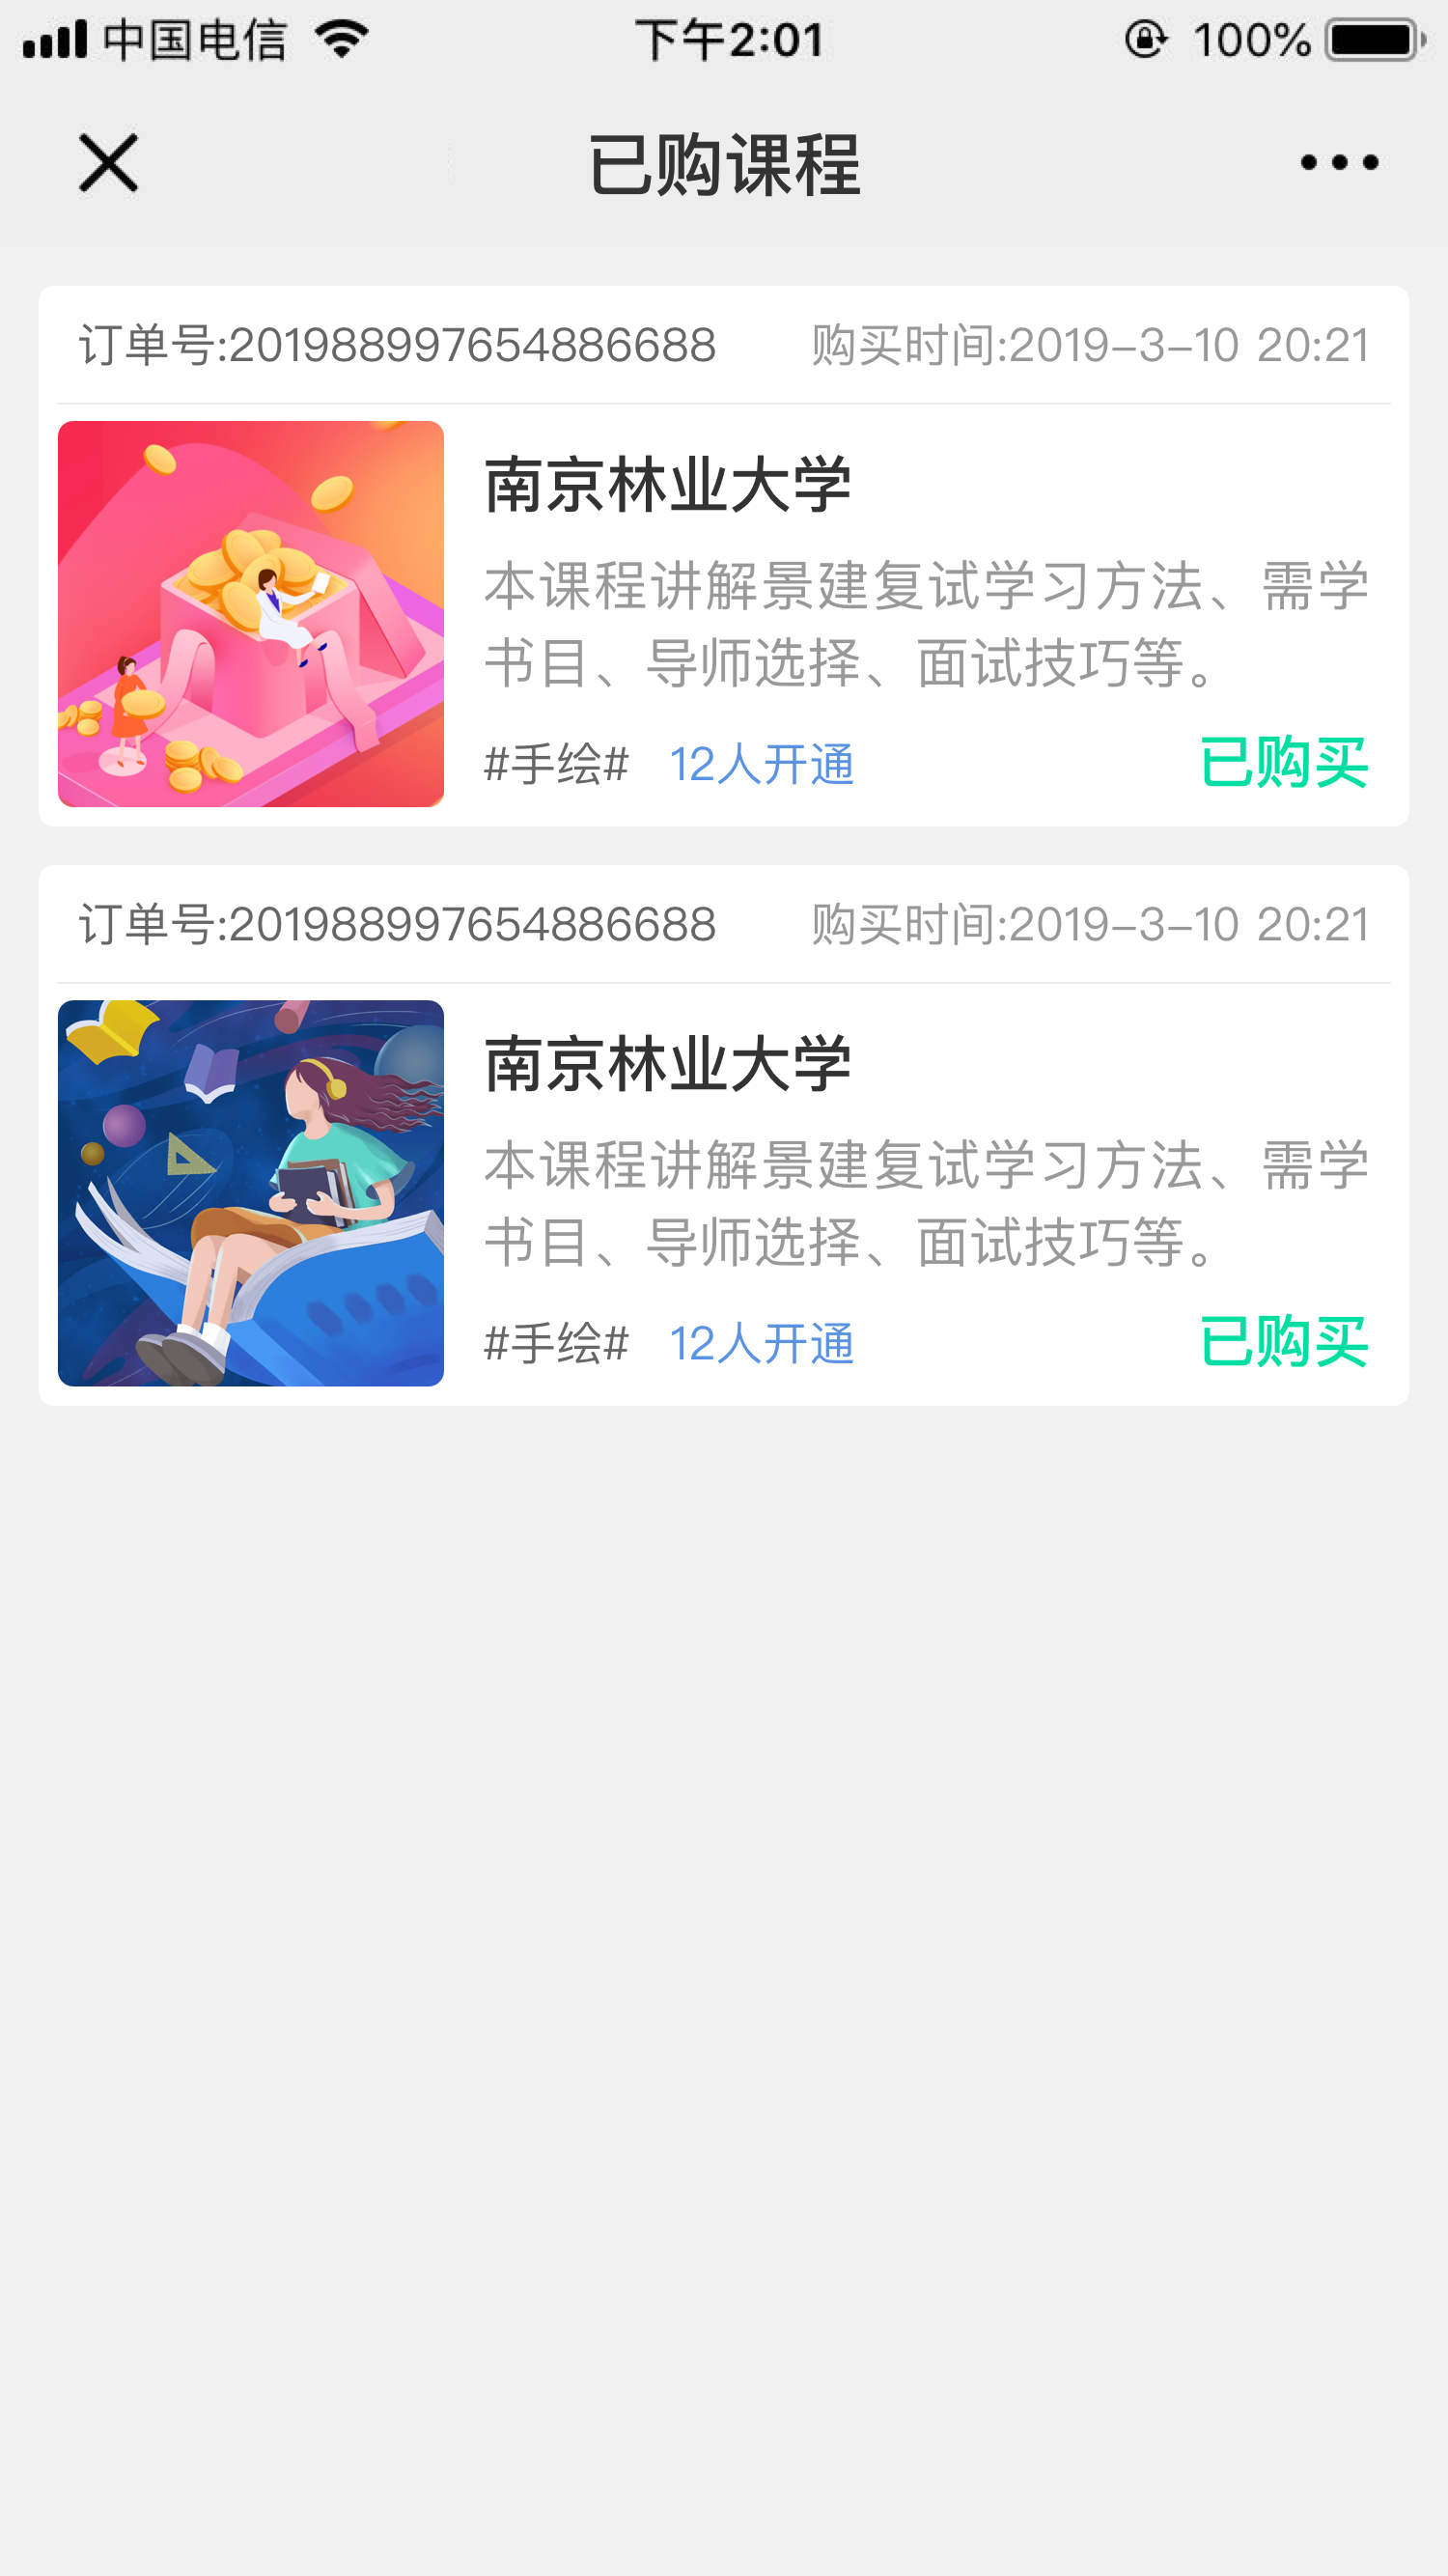 中国电信 下午2:01 100%
已购课程
订单号:201988997654886688 购买时间:2019-3-10 20:21
南京林业大学
本课程讲解景建复试学习方法、需学
书目、导师选择、面试技巧等。
#手绘# 12人开通 已购买
订单号:201988997654886688 购买时间:2019-3-10 20:21
南京林业大学
本课程讲解景建复试学习方法、需学
书目、导师选择、面试技巧等。
#手绘# 12人开通 已购买